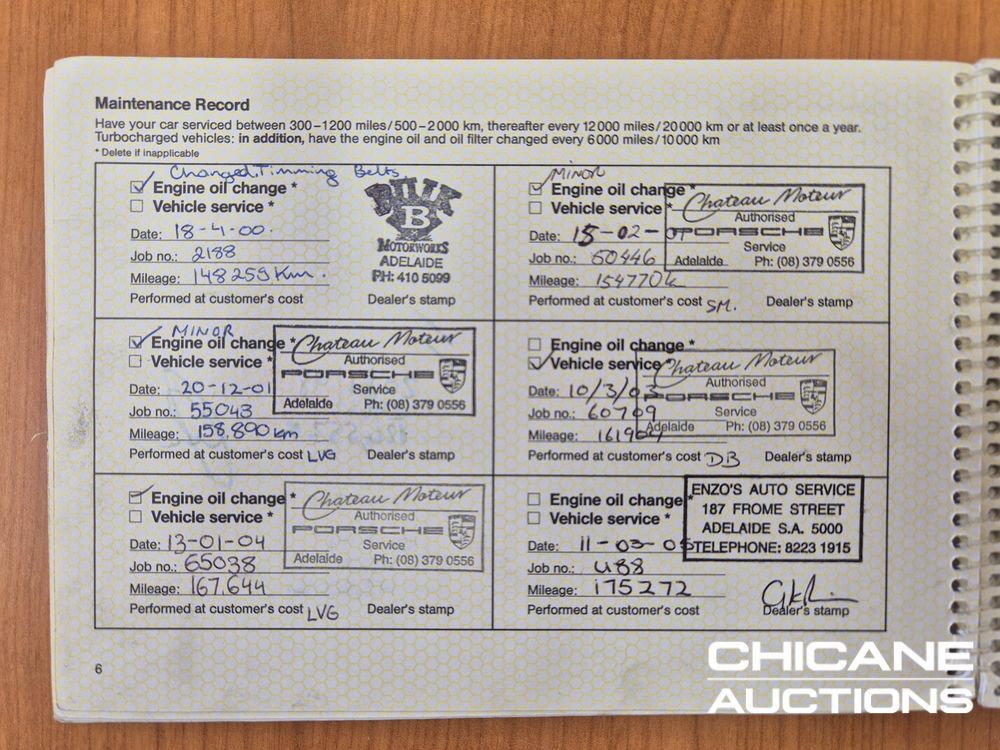 Maintenance Record
Have your car serviced between 300–1200 miles/500–2000 km, thereafter every 12000 miles/20000 km or at least once a year.
Turbocharged vehicles: in addition, have the engine oil and oil filter changed every 6000 miles/10000 km
* Delete if inapplicable
Changed Timming Belts
Engine oil change *
Vehicle service *
Date: 18-4-00.
Job no.: 2188
Mileage: 148259 Km.
Performed at customer's cost
Dealer's stamp
B
MOTORWORKS
ADELAIDE
PH: 410 5099
MINOR
Engine oil change *
Vehicle service *
Date: 15-02-01
Job no.: 50446
Mileage: 154770k
Performed at customer's cost SM.
Dealer's stamp
Chateau Moteur
Authorised
PORSCHE
Service
Adelaide Ph: (08) 379 0556
MINOR
Engine oil change *
Vehicle service *
Date: 20-12-01
Job no.: 55043
Mileage: 158,890km
Performed at customer's cost LVG
Dealer's stamp
Chateau Moteur
Authorised
PORSCHE
Service
Adelaide Ph: (08) 379 0556
Engine oil change *
Vehicle service *
Date: 10/3/03
Job no.: 60709
Mileage: 161904
Performed at customer's cost DB
Dealer's stamp
Chateau Moteur
Authorised
PORSCHE
Service
Adelaide Ph: (08) 379 0556
Engine oil change *
Vehicle service *
Date: 13-01-04
Job no.: 65038
Mileage: 167,644
Performed at customer's cost LVG
Dealer's stamp
Chateau Moteur
Authorised
PORSCHE
Service
Adelaide Ph: (08) 379 0556
Engine oil change
Vehicle service *
Date: 11-03-05
Job no.: U88
Mileage: 175272
Performed at customer's cost
Dealer's stamp
ENZO'S AUTO SERVICE
187 FROME STREET
ADELAIDE S.A. 5000
TELEPHONE: 8223 1915
6
CHICANE
AUCTIONS